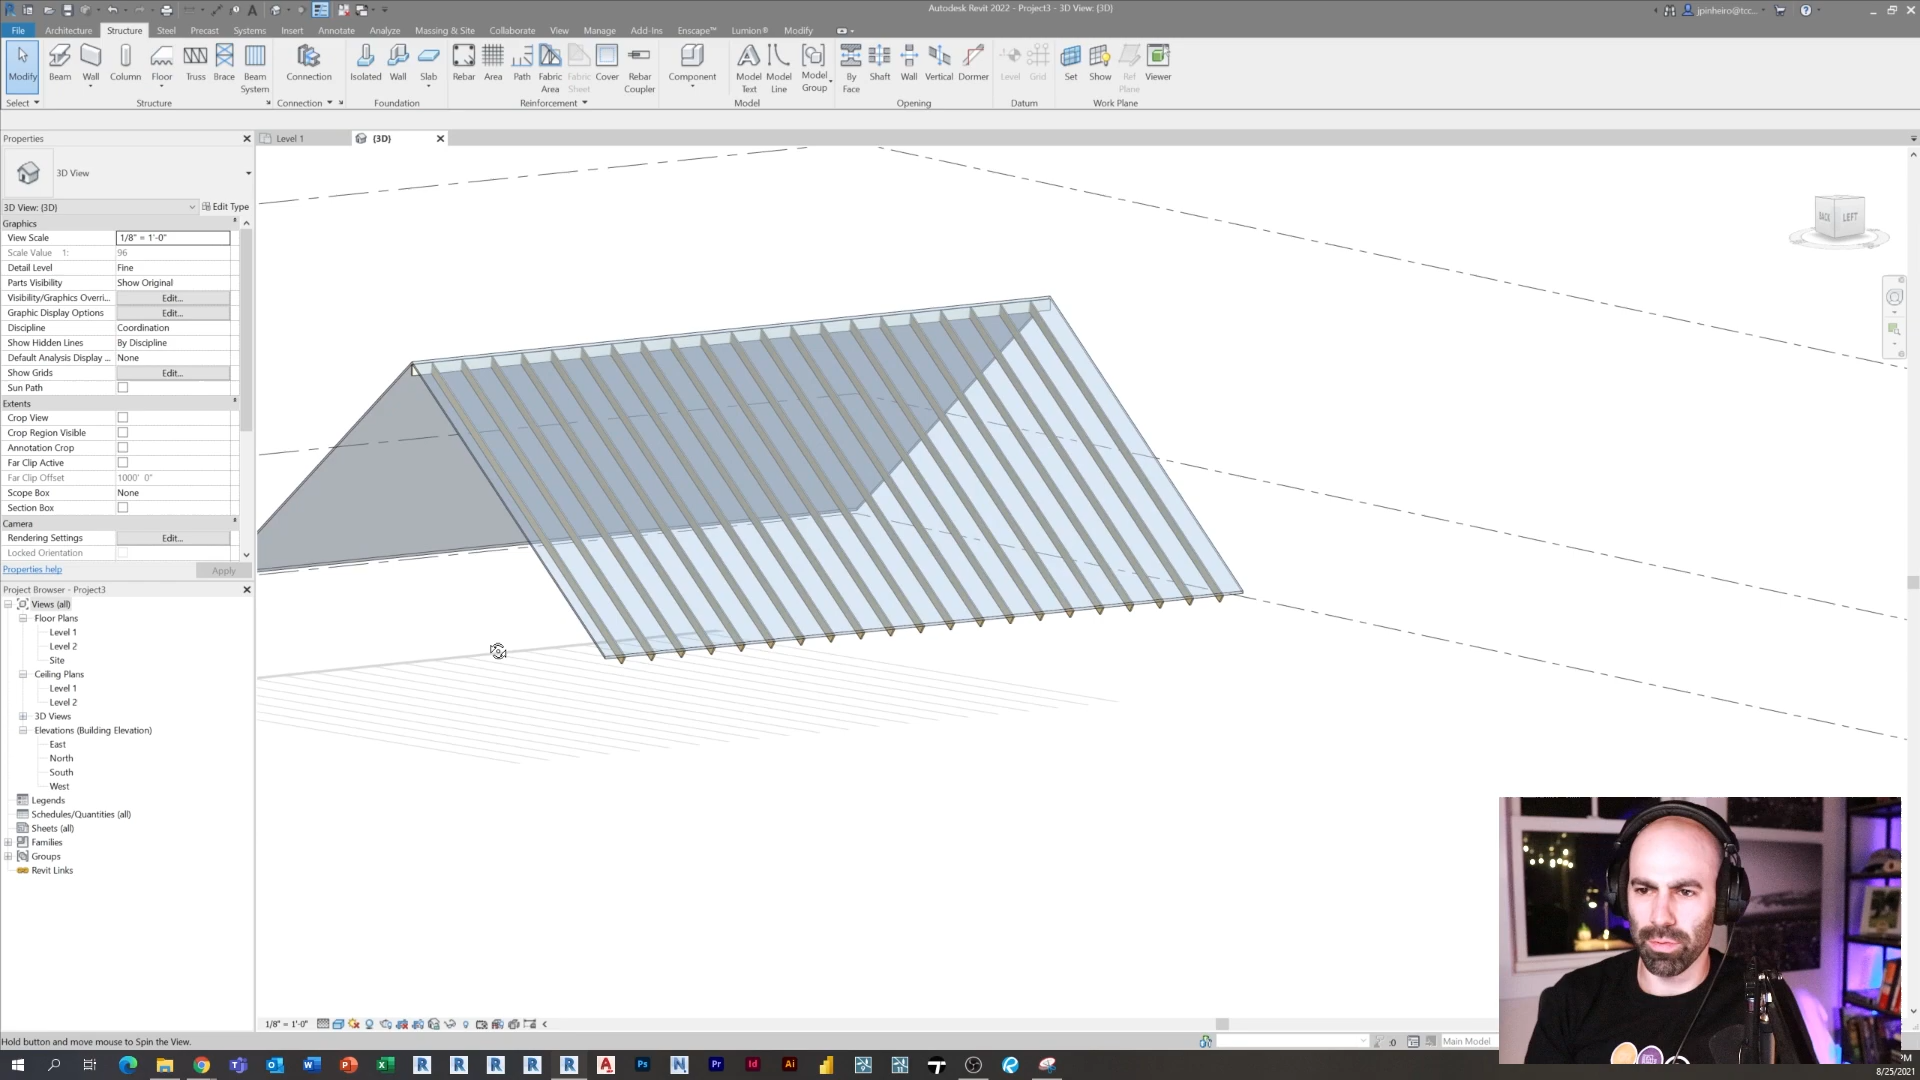 Autodesk Revit 2022 - Project3 - 3D View: {3D}
jpinheiro@tcc...
File Architecture Structure Steel Precast Systems Insert Annotate Analyze Massing & Site Collaborate View Manage Add-Ins Enscape™ Lumion® Modify
Modify Beam Wall Column Floor Truss Brace Beam System Connection Isolated Wall Slab Rebar Area Path Fabric Area Fabric Sheet Cover Rebar Coupler Component Model Text Model Line Model Group By Face Shaft Wall Vertical Dormer Level Grid Set Show Ref Plane Viewer
Select Structure Connection Foundation Reinforcement Model Opening Datum Work Plane
Properties
Level 1
{3D}
3D View
3D View: {3D}
Edit Type
Graphics
View Scale 1/8" = 1'-0"
Scale Value 1: 96
Detail Level Fine
Parts Visibility Show Original
Visibility/Graphics Overri... Edit...
Graphic Display Options Edit...
Discipline Coordination
Show Hidden Lines By Discipline
Default Analysis Display ... None
Show Grids Edit...
Sun Path
Extents
Crop View
Crop Region Visible
Annotation Crop
Far Clip Active
Far Clip Offset 1000' 0"
Scope Box None
Section Box
Camera
Rendering Settings Edit...
Locked Orientation
Properties help
Apply
Project Browser - Project3
Views (all)
Floor Plans
Level 1
Level 2
Site
Ceiling Plans
Level 1
Level 2
3D Views
Elevations (Building Elevation)
East
North
South
West
Legends
Schedules/Quantities (all)
Sheets (all)
Families
Groups
Revit Links
BACK LEFT
1/8" = 1'-0"
Hold button and move mouse to Spin the View.
:0
Main Model
PM
8/25/2021